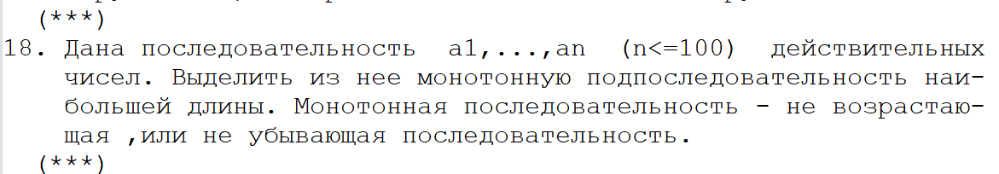 (***)
18. Дана последовательность a1,...,an (n<=100) действительных
чисел. Выделить из нее монотонную подпоследовательность наи-
большей длины. Монотонная последовательность - не возрастаю-
щая ,или не убывающая последовательность.
(***)